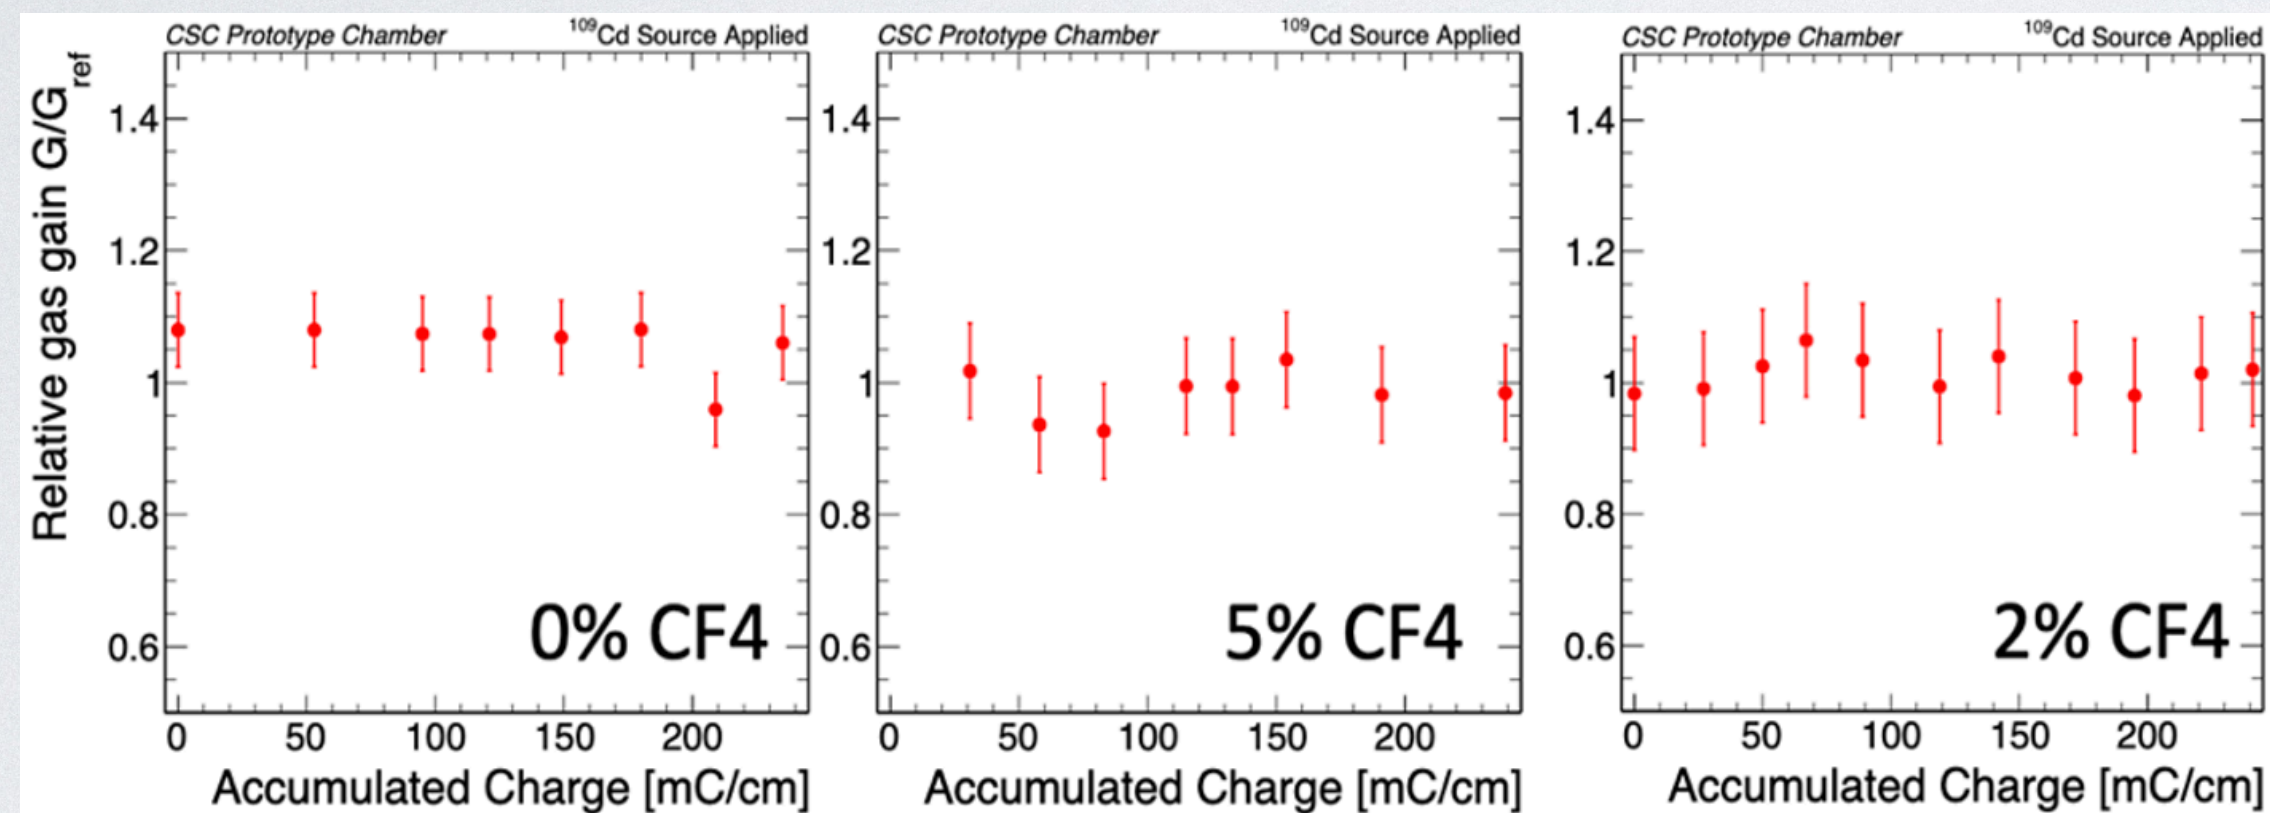 CSC Prototype Chamber
109Cd Source Applied
Relative gas gain G/Gref
1.4
1.2
1
0.8
0.6
0% CF4
0 50 100 150 200
Accumulated Charge [mC/cm]
CSC Prototype Chamber
109Cd Source Applied
1.4
1.2
1
0.8
0.6
5% CF4
0 50 100 150 200
Accumulated Charge [mC/cm]
CSC Prototype Chamber
109Cd Source Applied
1.4
1.2
1
0.8
0.6
2% CF4
0 50 100 150 200
Accumulated Charge [mC/cm]